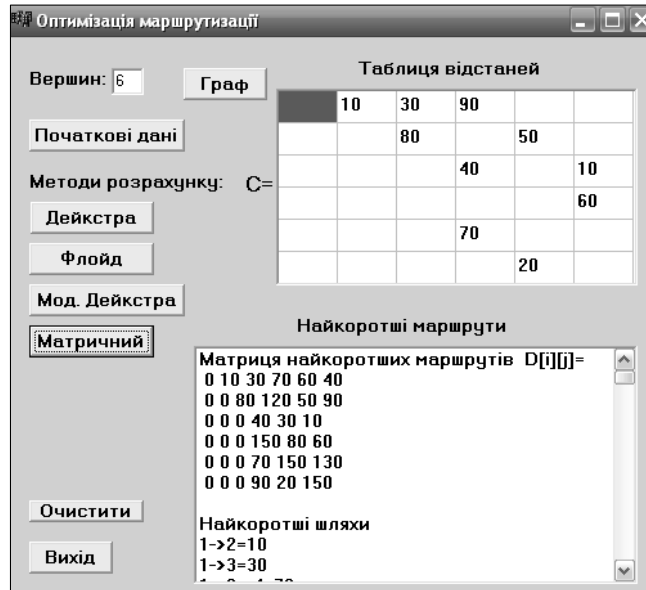 Оптимізація маршрутизації
Вершин: 6
Граф
Початкові дані
Методи розрахунку:
Дейкстра
Флойд
Мод. Дейкстра
Матричний
Очистити
Вихід
Таблиця відстаней
C=
10 30 90
80 50
40 10
60
70
20
Найкоротші маршрути
Матриця найкоротших маршрутів D[i][j]=
0 10 30 70 60 40
0 0 80 120 50 90
0 0 0 40 30 10
0 0 0 150 80 60
0 0 0 70 150 130
0 0 0 90 20 150
Найкоротші шляхи
1->2=10
1->3=30